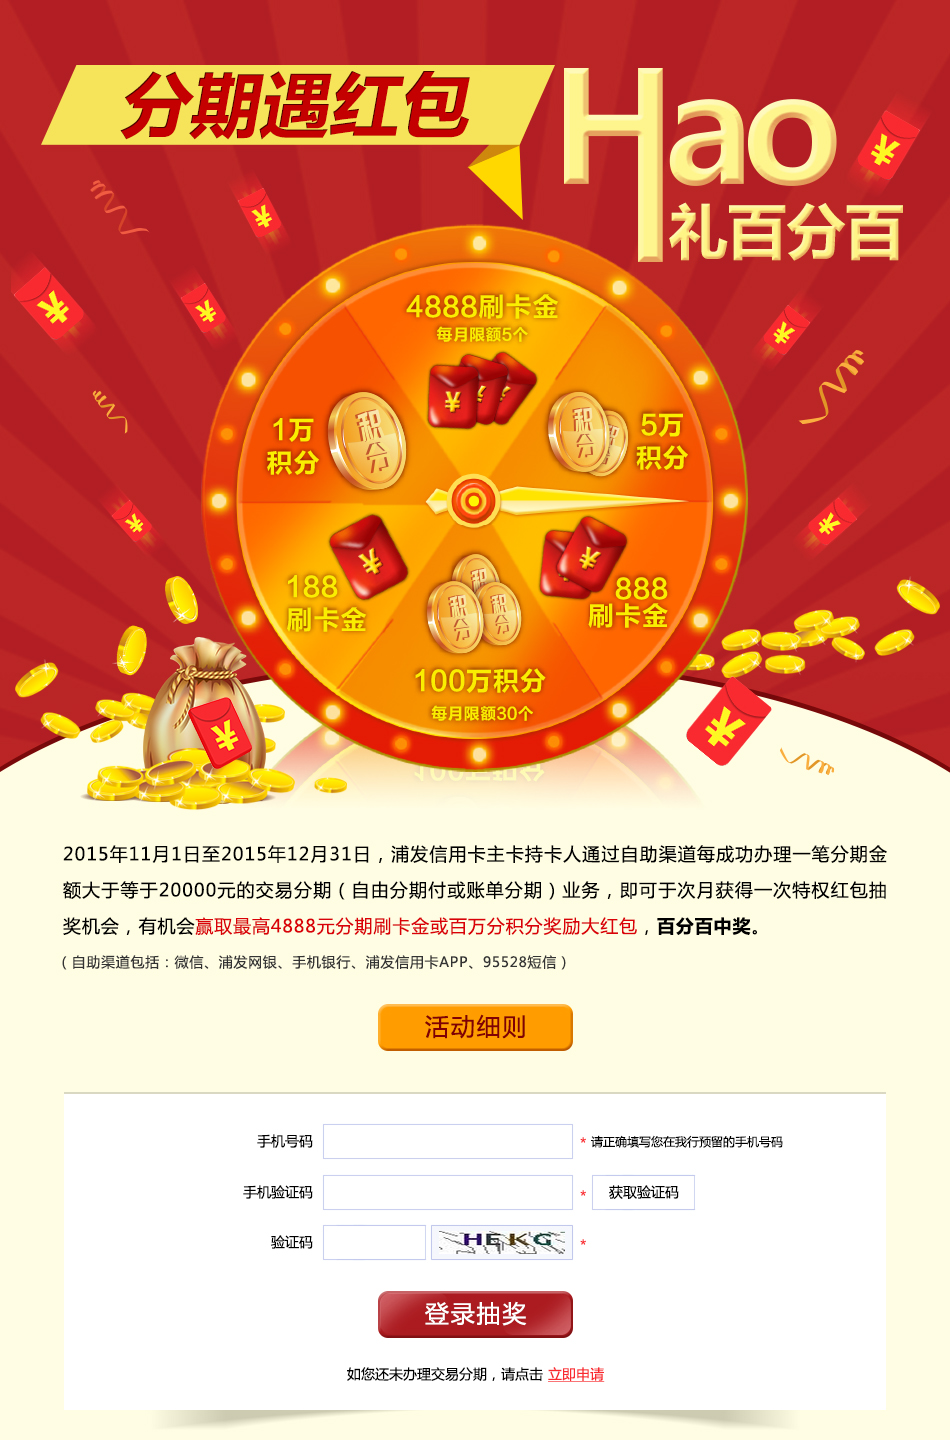 分期遇红包
Hao
礼百分百
4888刷卡金
每月限额5个
1万
积分
积分
积分
5万
积分
188
刷卡金
888
刷卡金
积分
积分
100万积分
每月限额30个
2015年11月1日至2015年12月31日，浦发信用卡主卡持卡人通过自助渠道每成功办理一笔分期金
额大于等于20000元的交易分期（自由分期付或账单分期）业务，即可于次月获得一次特权红包抽
奖机会，有机会赢取最高4888元分期刷卡金或百万分积分奖励大红包，百分百中奖。
（自助渠道包括：微信、浦发网银、手机银行、浦发信用卡APP、95528短信）
活动细则
手机号码 * 请正确填写您在我行预留的手机号码
手机验证码 * 获取验证码
验证码 HEKG *
登录抽奖
如您还未办理交易分期，请点击 立即申请